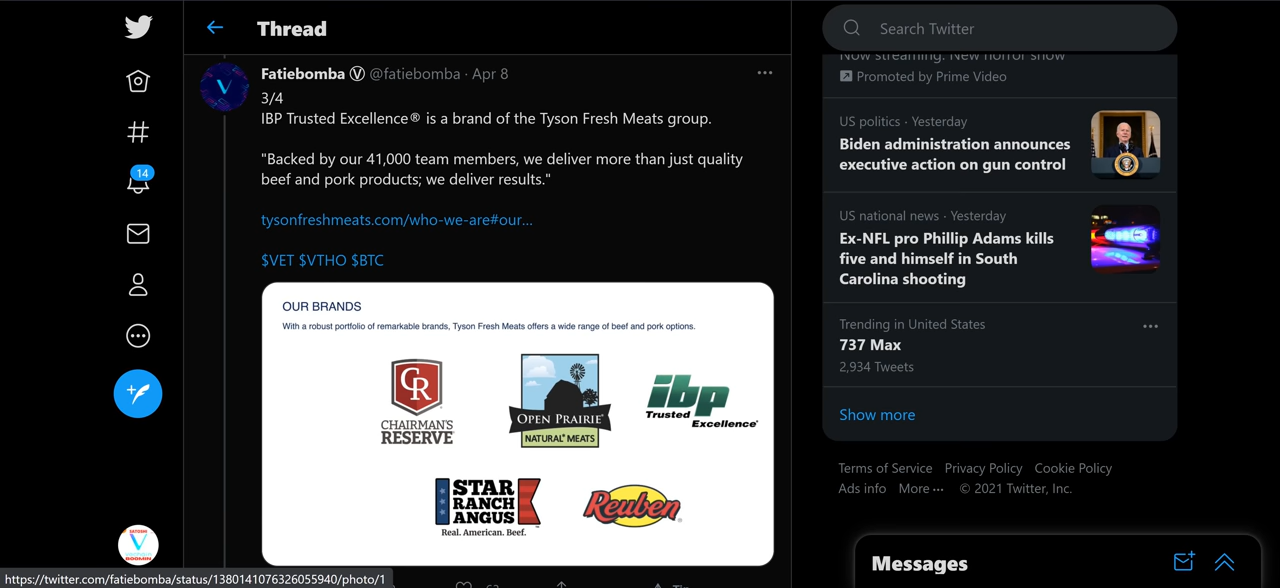 Thread
Fatiebomba Ⓥ @fatiebomba · Apr 8
3/4
IBP Trusted Excellence® is a brand of the Tyson Fresh Meats group.
"Backed by our 41,000 team members, we deliver more than just quality
beef and pork products; we deliver results."
tysonfreshmeats.com/who-we-are#our...
$VET $VTHO $BTC
OUR BRANDS
With a robust portfolio of remarkable brands, Tyson Fresh Meats offers a wide range of beef and pork options.
CR
CHAIRMAN'S
RESERVE
OPEN PRAIRIE®
NATURAL* MEATS
ibp
Trusted
Excellence®
STAR
RANCH
ANGUS
Real. American. Beef.
Reuben®
14
https://twitter.com/fatiebomba/status/1380141076326055940/photo/1
Search Twitter
Now streaming. New horror show
Promoted by Prime Video
US politics · Yesterday
Biden administration announces
executive action on gun control
US national news · Yesterday
Ex-NFL pro Phillip Adams kills
five and himself in South
Carolina shooting
Trending in United States
737 Max
2,934 Tweets
Show more
Terms of Service Privacy Policy Cookie Policy
Ads info More ··· © 2021 Twitter, Inc.
Messages